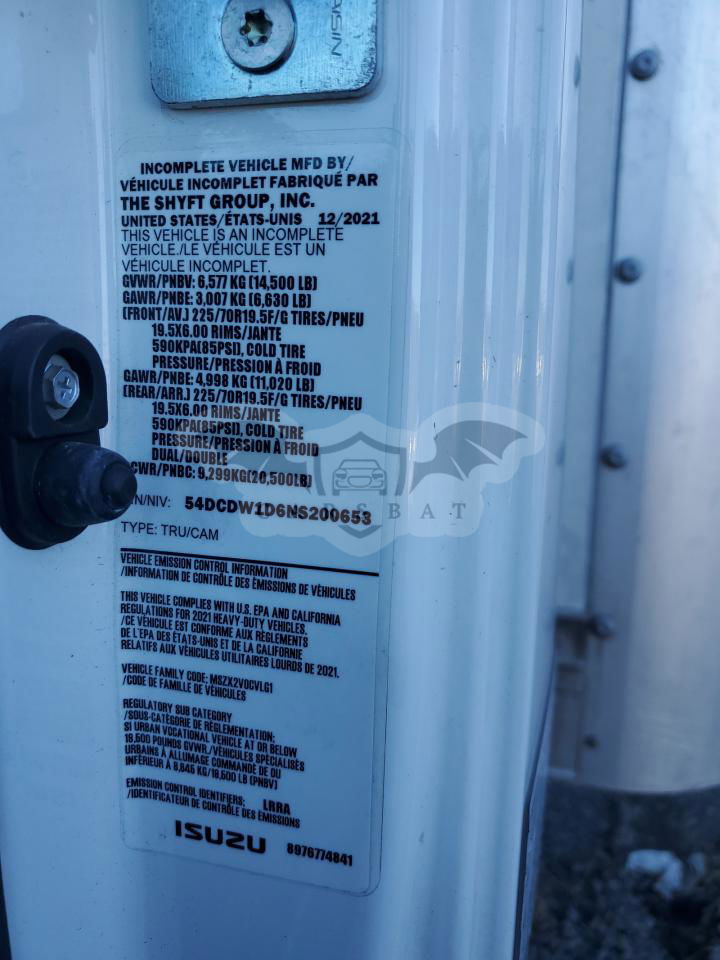 INCOMPLETE VEHICLE MFD BY/
VÉHICULE INCOMPLET FABRIQUÉ PAR
THE SHYFT GROUP, INC.
UNITED STATES/ÉTATS-UNIS 12/2021
THIS VEHICLE IS AN INCOMPLETE
VEHICLE./LE VÉHICULE EST UN
VÉHICULE INCOMPLET.
GVWR/PNBV: 6,577 KG(14,500 LB)
GAWR/PNBE: 3,007 KG(6,630 LB)
(FRONT/AV.) 225/70R19.5F/G TIRES/PNEU
19.5X6.00 RIMS/JANTE
590KPA(85PSI), COLD TIRE
PRESSURE/PRESSION À FROID
GAWR/PNBE: 4,998 KG(11,020 LB)
(REAR/ARR.) 225/70R19.5F/G TIRES/PNEU
19.5X6.00 RIMS/JANTE
590KPA(85PSI), COLD TIRE
PRESSURE/PRESSION À FROID
DUAL/DOUBLE
CWR/PNBC: 9,299KG(20,500LB)
N/NIV: 54DCDW1D6NS200653
TYPE: TRU/CAM
VEHICLE EMISSION CONTROL INFORMATION
/INFORMATION DE CONTRÔLE DES ÉMISSIONS DE VÉHICULES
THIS VEHICLE COMPLIES WITH U.S. EPA AND CALIFORNIA
REGULATIONS FOR 2021 HEAVY-DUTY VEHICLES.
/CE VÉHICULE EST CONFORME AUX RÈGLEMENTS
DE L'EPA DES ÉTATS-UNIS ET DE LA CALIFORNIE
RELATIFS AUX VÉHICULES UTILITAIRES LOURDS DE 2021.
VEHICLE FAMILY CODE: MSZX2VOCVLG1
/CODE DE FAMILLE DE VÉHICULES
REGULATORY SUB CATEGORY
/SOUS-CATÉGORIE DE RÉGLEMENTATION:
SI URBAN VOCATIONAL VEHICLE AT OR BELOW
19,500 POUNDS GVWR./VÉHICULES SPÉCIALISÉS
URBAINS À ALLUMAGE COMMANDÉ DE OU
INFÉRIEUR À 8,845 KG/19,500 LB (PNBV)
EMISSION CONTROL IDENTIFIERS: LRRA
/IDENTIFICATEUR DE CONTRÔLE DES ÉMISSIONS
ISUZU 8976774841